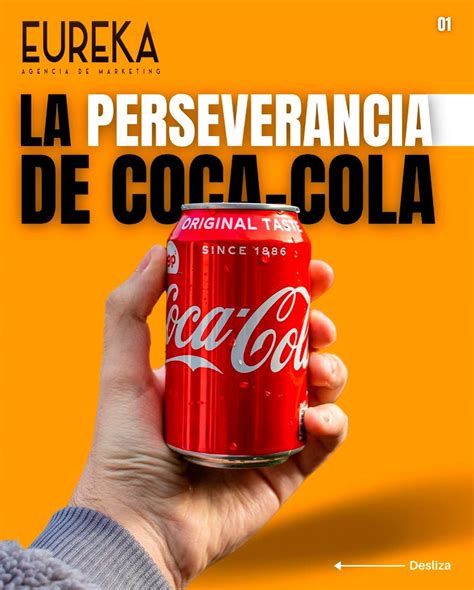 EUREKA
AGENCIA DE MARKETING
01
LA PERSEVERANCIA
DE COCA-COLA
ORIGINAL TASTE
SINCE 1886
Coca-Cola
Desliza